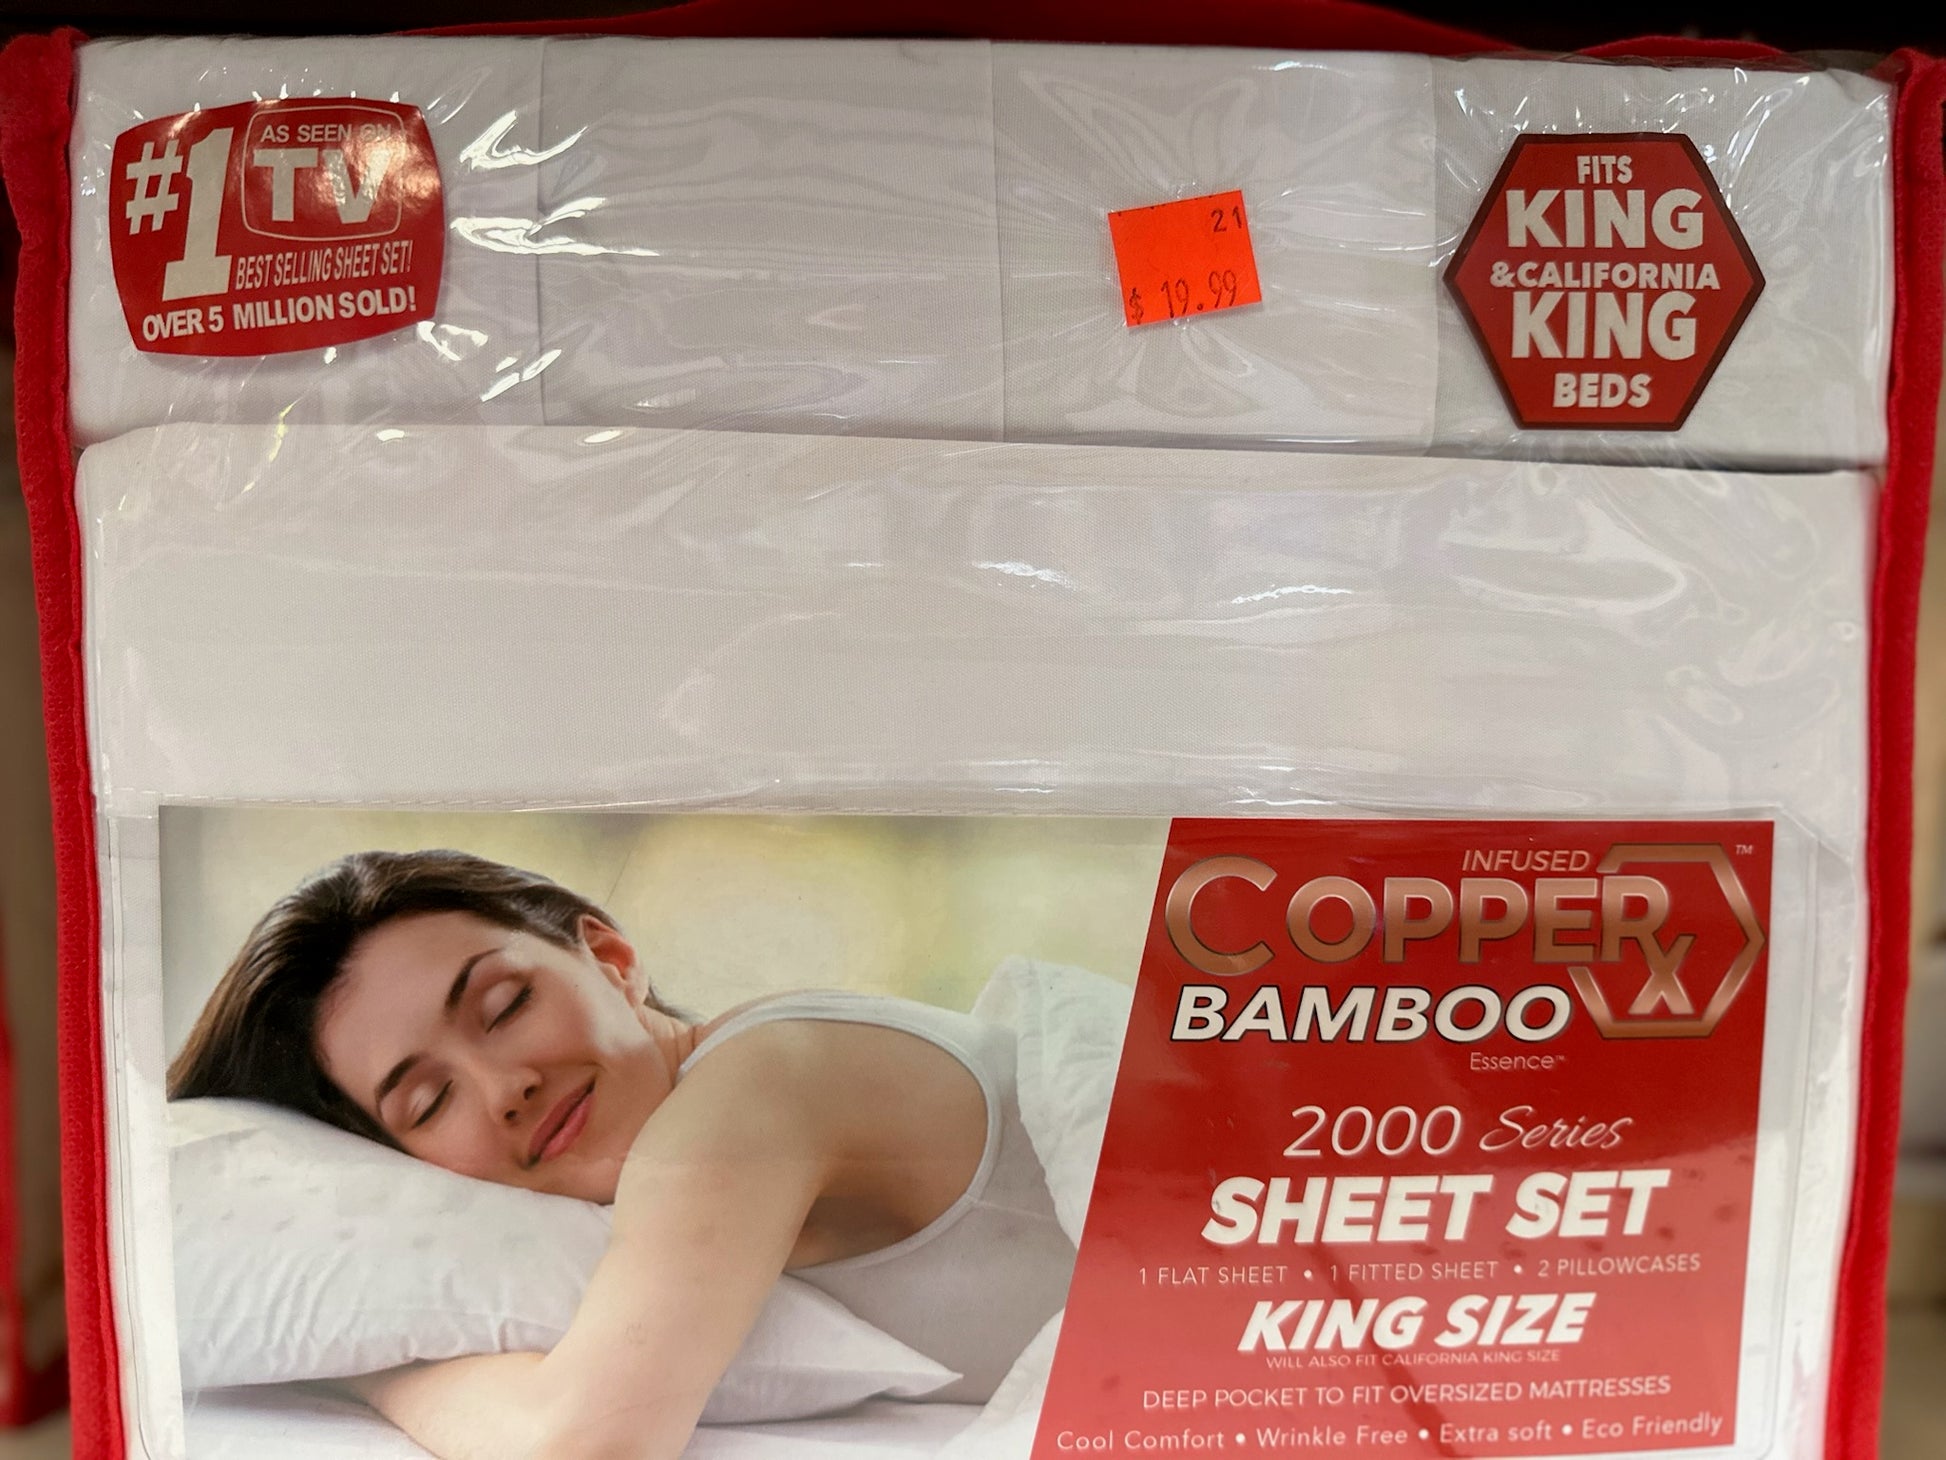 #1 AS SEEN ON
TV
BEST SELLING SHEET SET!
OVER 5 MILLION SOLD!
21
$ 19.99
FITS
KING
& CALIFORNIA
KING
BEDS
INFUSED
COPPER Rx ™
BAMBOO
Essence™
2000 Series
SHEET SET
1 FLAT SHEET • 1 FITTED SHEET • 2 PILLOWCASES
KING SIZE
WILL ALSO FIT CALIFORNIA KING SIZE
DEEP POCKET TO FIT OVERSIZED MATTRESSES
Cool Comfort • Wrinkle Free • Extra soft • Eco Friendly